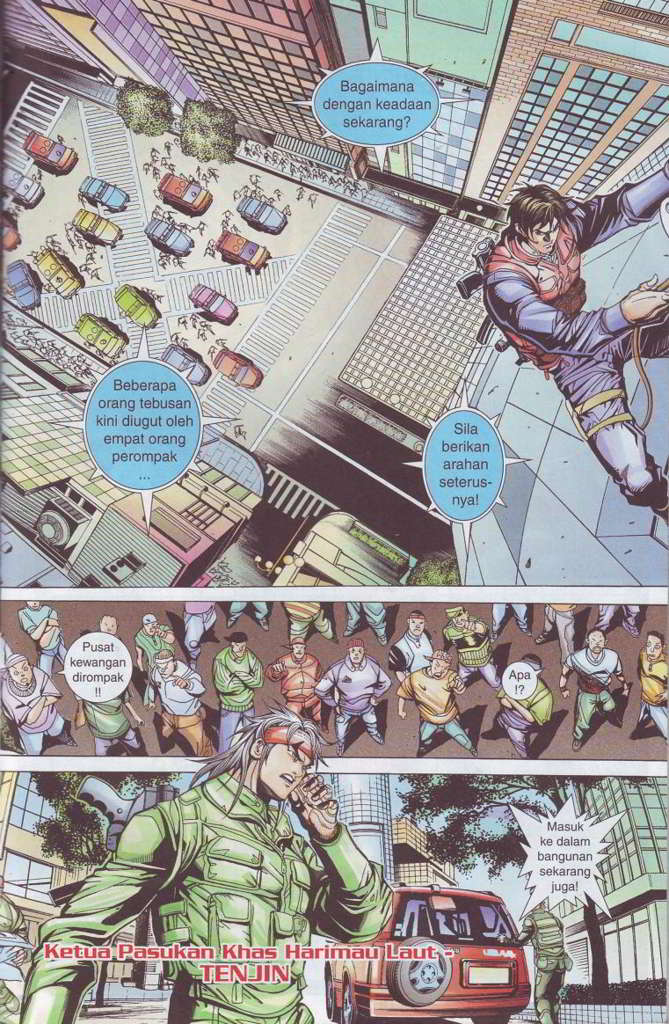 Bagaimana
dengan keadaan
sekarang?
Beberapa
orang tebusan
kini diugut oleh
empat orang
perompak
...
Sila
berikan
arahan
seterus-
nya!
Pusat
kewangan
dirompak
!!
Apa
!?
Masuk
ke dalam
bangunan
sekarang
juga!
Ketua Pasukan Khas Harimau Laut -
TENJIN